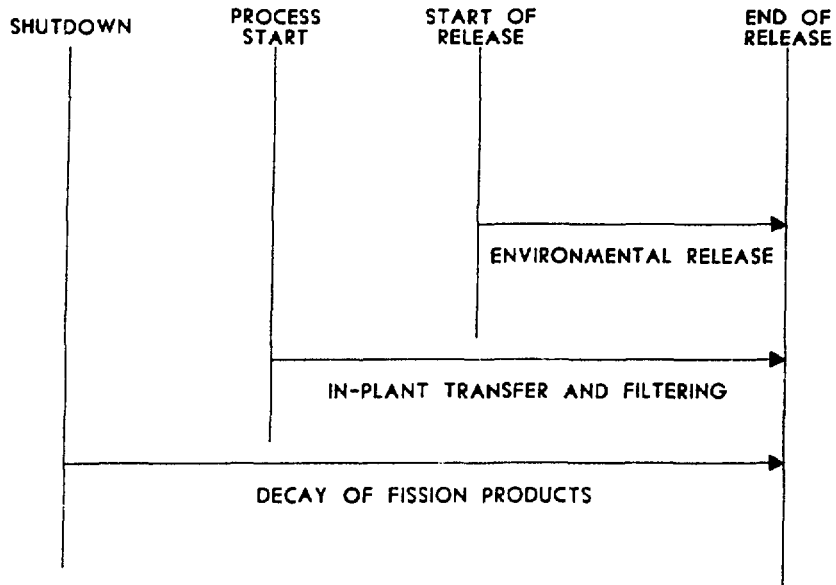 SHUTDOWN
PROCESS
START
START OF
RELEASE
END OF
RELEASE
ENVIRONMENTAL RELEASE
IN-PLANT TRANSFER AND FILTERING
DECAY OF FISSION PRODUCTS